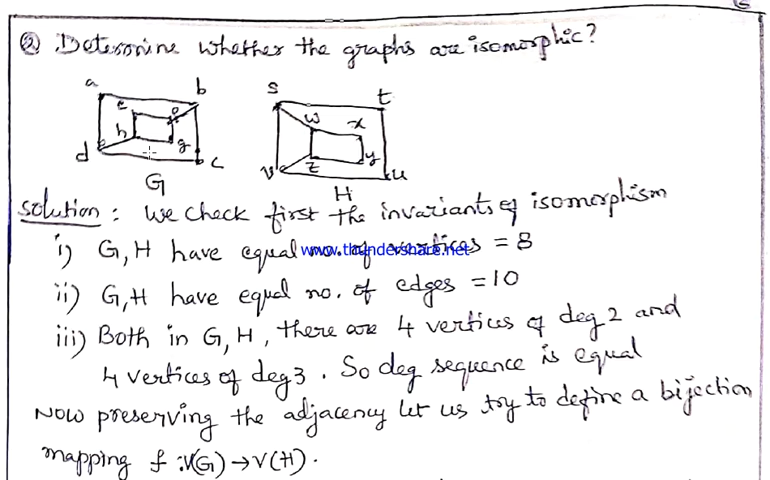 ② Determine whether the graphs are isomorphic?
a b s t
e f w x
h g z y
d c v u
G H
Solution : We check first the invariants of isomorphism
i) G, H have equal no. of vertices = 8
www.thundershare.net
ii) G,H have equal no. of edges = 10
iii) Both in G, H, there are 4 vertices of deg 2 and
4 vertices of deg 3. So deg sequence is equal
Now preserving the adjacency let us try to define a bijection
mapping f : V(G) → V(H).